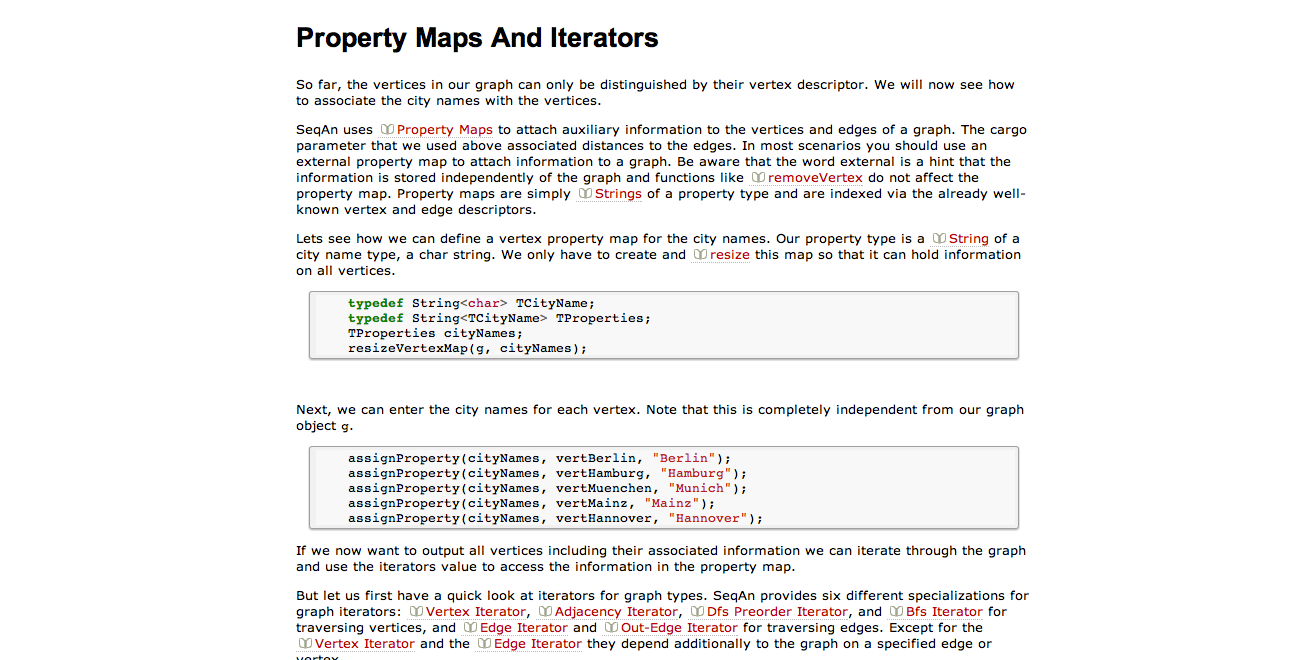 Property Maps And Iterators
So far, the vertices in our graph can only be distinguished by their vertex descriptor. We will now see how
to associate the city names with the vertices.
SeqAn uses Property Maps to attach auxiliary information to the vertices and edges of a graph. The cargo
parameter that we used above associated distances to the edges. In most scenarios you should use an
external property map to attach information to a graph. Be aware that the word external is a hint that the
information is stored independently of the graph and functions like removeVertex do not affect the
property map. Property maps are simply Strings of a property type and are indexed via the already well-
known vertex and edge descriptors.
Lets see how we can define a vertex property map for the city names. Our property type is a String of a
city name type, a char string. We only have to create and resize this map so that it can hold information
on all vertices.
typedef String<char> TCityName;
typedef String<TCityName> TProperties;
TProperties cityNames;
resizeVertexMap(g, cityNames);
Next, we can enter the city names for each vertex. Note that this is completely independent from our graph
object g.
assignProperty(cityNames, vertBerlin, "Berlin");
assignProperty(cityNames, vertHamburg, "Hamburg");
assignProperty(cityNames, vertMuenchen, "Munich");
assignProperty(cityNames, vertMainz, "Mainz");
assignProperty(cityNames, vertHannover, "Hannover");
If we now want to output all vertices including their associated information we can iterate through the graph
and use the iterators value to access the information in the property map.
But let us first have a quick look at iterators for graph types. SeqAn provides six different specializations for
graph iterators: Vertex Iterator, Adjacency Iterator, Dfs Preorder Iterator, and Bfs Iterator for
traversing vertices, and Edge Iterator and Out-Edge Iterator for traversing edges. Except for the
Vertex Iterator and the Edge Iterator they depend additionally to the graph on a specified edge or
vertex.